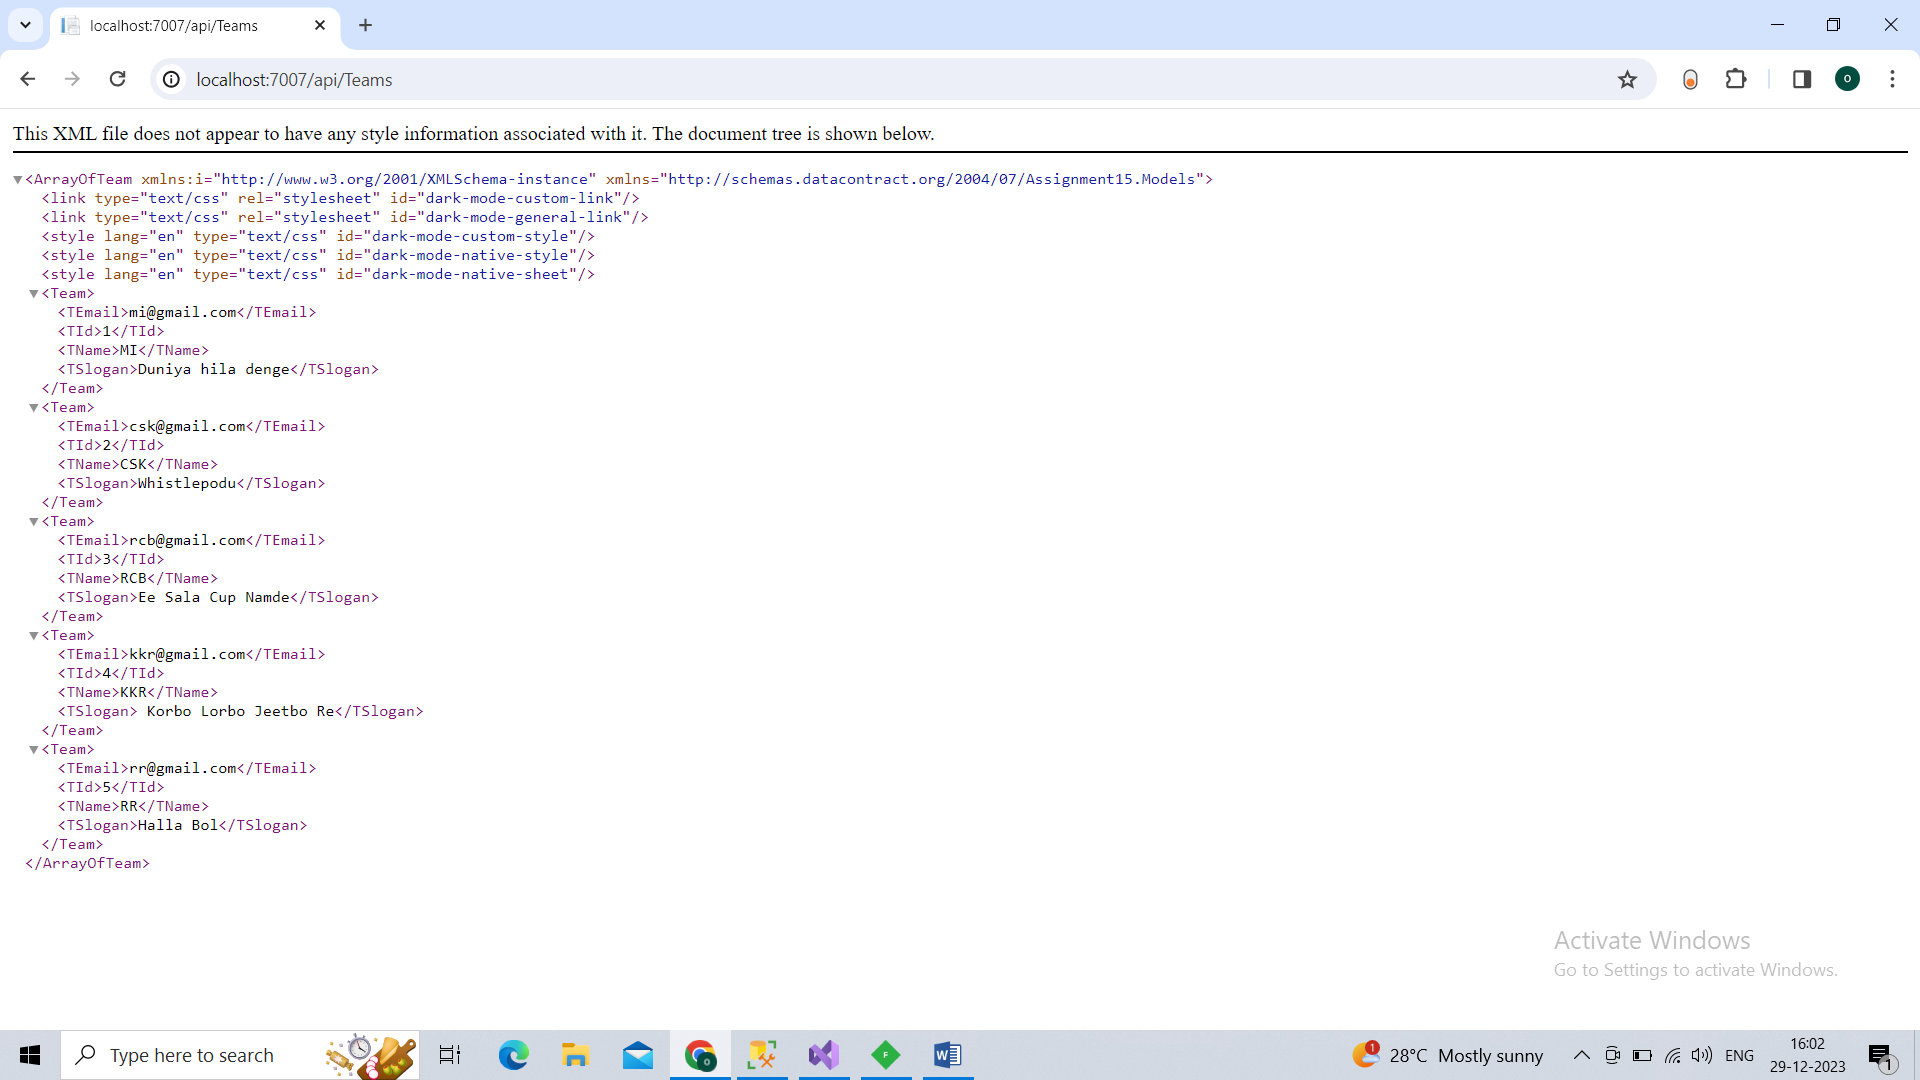 localhost:7007/api/Teams
localhost:7007/api/Teams
O
This XML file does not appear to have any style information associated with it. The document tree is shown below.
▼<ArrayOfTeam xmlns:i="http://www.w3.org/2001/XMLSchema-instance" xmlns="http://schemas.datacontract.org/2004/07/Assignment15.Models">
<link type="text/css" rel="stylesheet" id="dark-mode-custom-link"/>
<link type="text/css" rel="stylesheet" id="dark-mode-general-link"/>
<style lang="en" type="text/css" id="dark-mode-custom-style"/>
<style lang="en" type="text/css" id="dark-mode-native-style"/>
<style lang="en" type="text/css" id="dark-mode-native-sheet"/>
▼<Team>
<TEmail>mi@gmail.com</TEmail>
<TId>1</TId>
<TName>MI</TName>
<TSlogan>Duniya hila denge</TSlogan>
</Team>
▼<Team>
<TEmail>csk@gmail.com</TEmail>
<TId>2</TId>
<TName>CSK</TName>
<TSlogan>Whistlepodu</TSlogan>
</Team>
▼<Team>
<TEmail>rcb@gmail.com</TEmail>
<TId>3</TId>
<TName>RCB</TName>
<TSlogan>Ee Sala Cup Namde</TSlogan>
</Team>
▼<Team>
<TEmail>kkr@gmail.com</TEmail>
<TId>4</TId>
<TName>KKR</TName>
<TSlogan> Korbo Lorbo Jeetbo Re</TSlogan>
</Team>
▼<Team>
<TEmail>rr@gmail.com</TEmail>
<TId>5</TId>
<TName>RR</TName>
<TSlogan>Halla Bol</TSlogan>
</Team>
</ArrayOfTeam>
Activate Windows
Go to Settings to activate Windows.
Type here to search
F
W
1
28°C Mostly sunny
ENG
16:02
29-12-2023
1